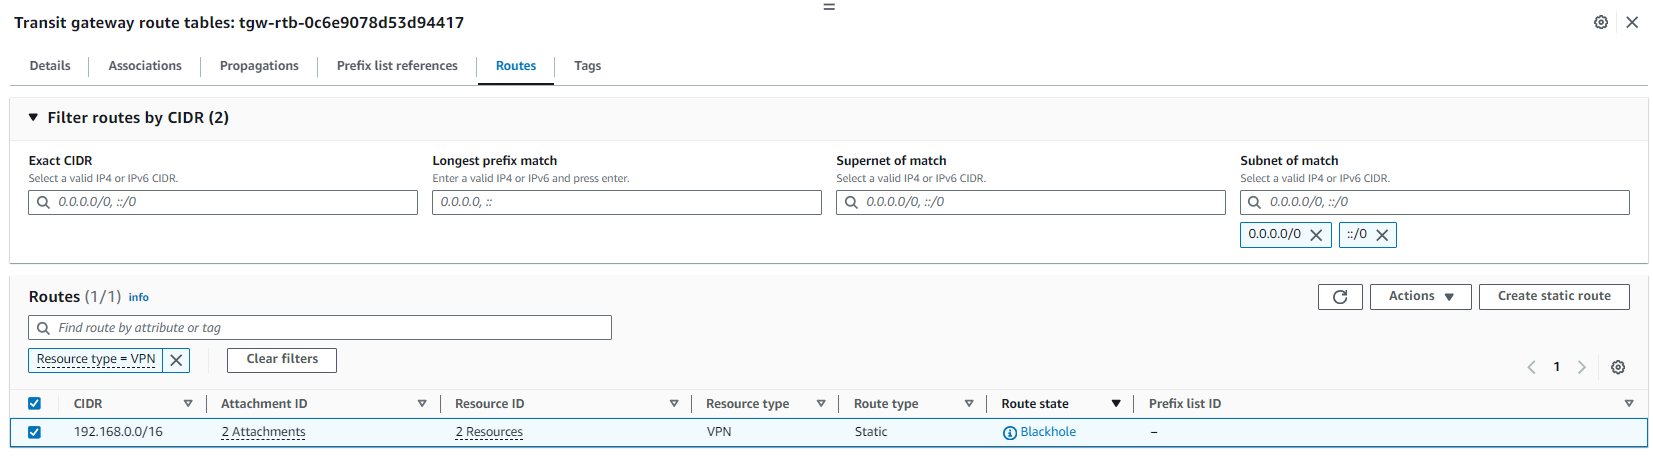 Transit gateway route tables: tgw-rtb-0c6e9078d53d94417
Details
Associations
Propagations
Prefix list references
Routes
Tags
Filter routes by CIDR (2)
Exact CIDR
Select a valid IP4 or IPv6 CIDR.
0.0.0.0/0, ::/0
Longest prefix match
Enter a valid IP4 or IPv6 and press enter.
0.0.0.0, ::
Supernet of match
Select a valid IP4 or IPv6 CIDR.
0.0.0.0/0, ::/0
Subnet of match
Select a valid IP4 or IPv6 CIDR.
0.0.0.0/0, ::/0
0.0.0.0/0
::/0
Routes (1/1) info
Actions
Create static route
Find route by attribute or tag
Resource type = VPN
Clear filters
1
CIDR
Attachment ID
Resource ID
Resource type
Route type
Route state
Prefix list ID
192.168.0.0/16
2 Attachments
2 Resources
VPN
Static
Blackhole
–